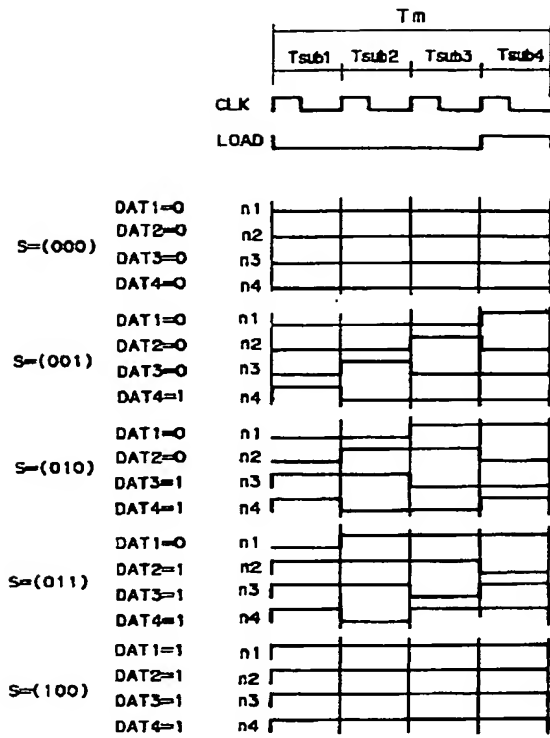 Tm
Tsub1 Tsub2 Tsub3 Tsub4
CLK
LOAD
S=(000)
DAT1=0 n1
DAT2=0 n2
DAT3=0 n3
DAT4=0 n4
S=(001)
DAT1=0 n1
DAT2=0 n2
DAT3=0 n3
DAT4=1 n4
S=(010)
DAT1=0 n1
DAT2=0 n2
DAT3=1 n3
DAT4=1 n4
S=(011)
DAT1=0 n1
DAT2=1 n2
DAT3=1 n3
DAT4=1 n4
S=(100)
DAT1=1 n1
DAT2=1 n2
DAT3=1 n3
DAT4=1 n4